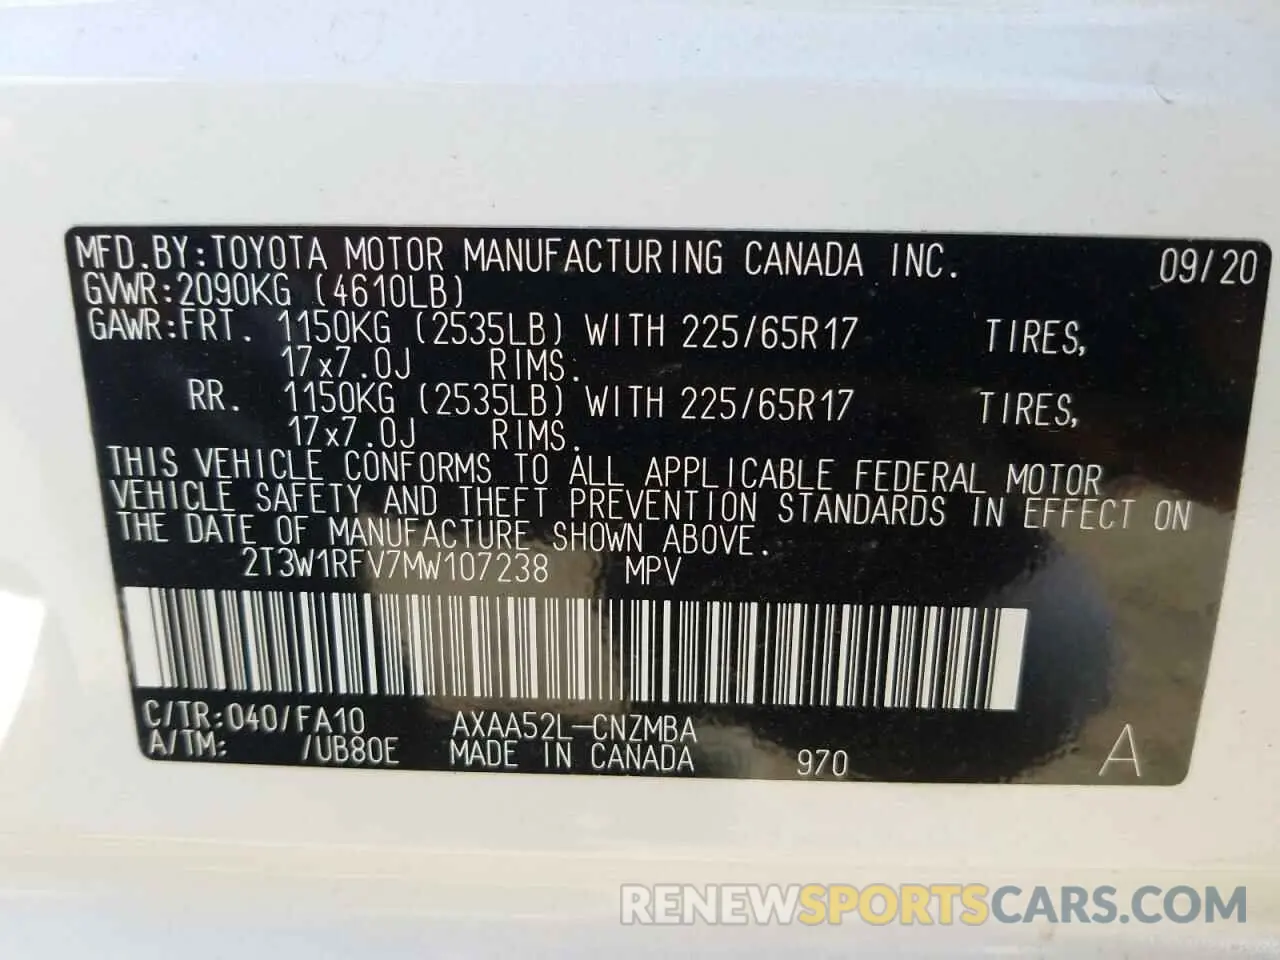 MFD.BY:TOYOTA MOTOR MANUFACTURING CANADA INC. 09/20
GVWR:2090KG (4610LB)
GAWR:FRT. 1150KG (2535LB) WITH 225/65R17 TIRES,
17x7.0J RIMS.
RR. 1150KG (2535LB) WITH 225/65R17 TIRES,
17x7.0J RIMS.
THIS VEHICLE CONFORMS TO ALL APPLICABLE FEDERAL MOTOR
VEHICLE SAFETY AND THEFT PREVENTION STANDARDS IN EFFECT ON
THE DATE OF MANUFACTURE SHOWN ABOVE.
2T3W1RFV7MW107238 MPV
C/TR:040/FA10 AXAA52L-CNZMBA
A/TM: /UB80E MADE IN CANADA 970 A
RENEWSPORTSCARS.COM